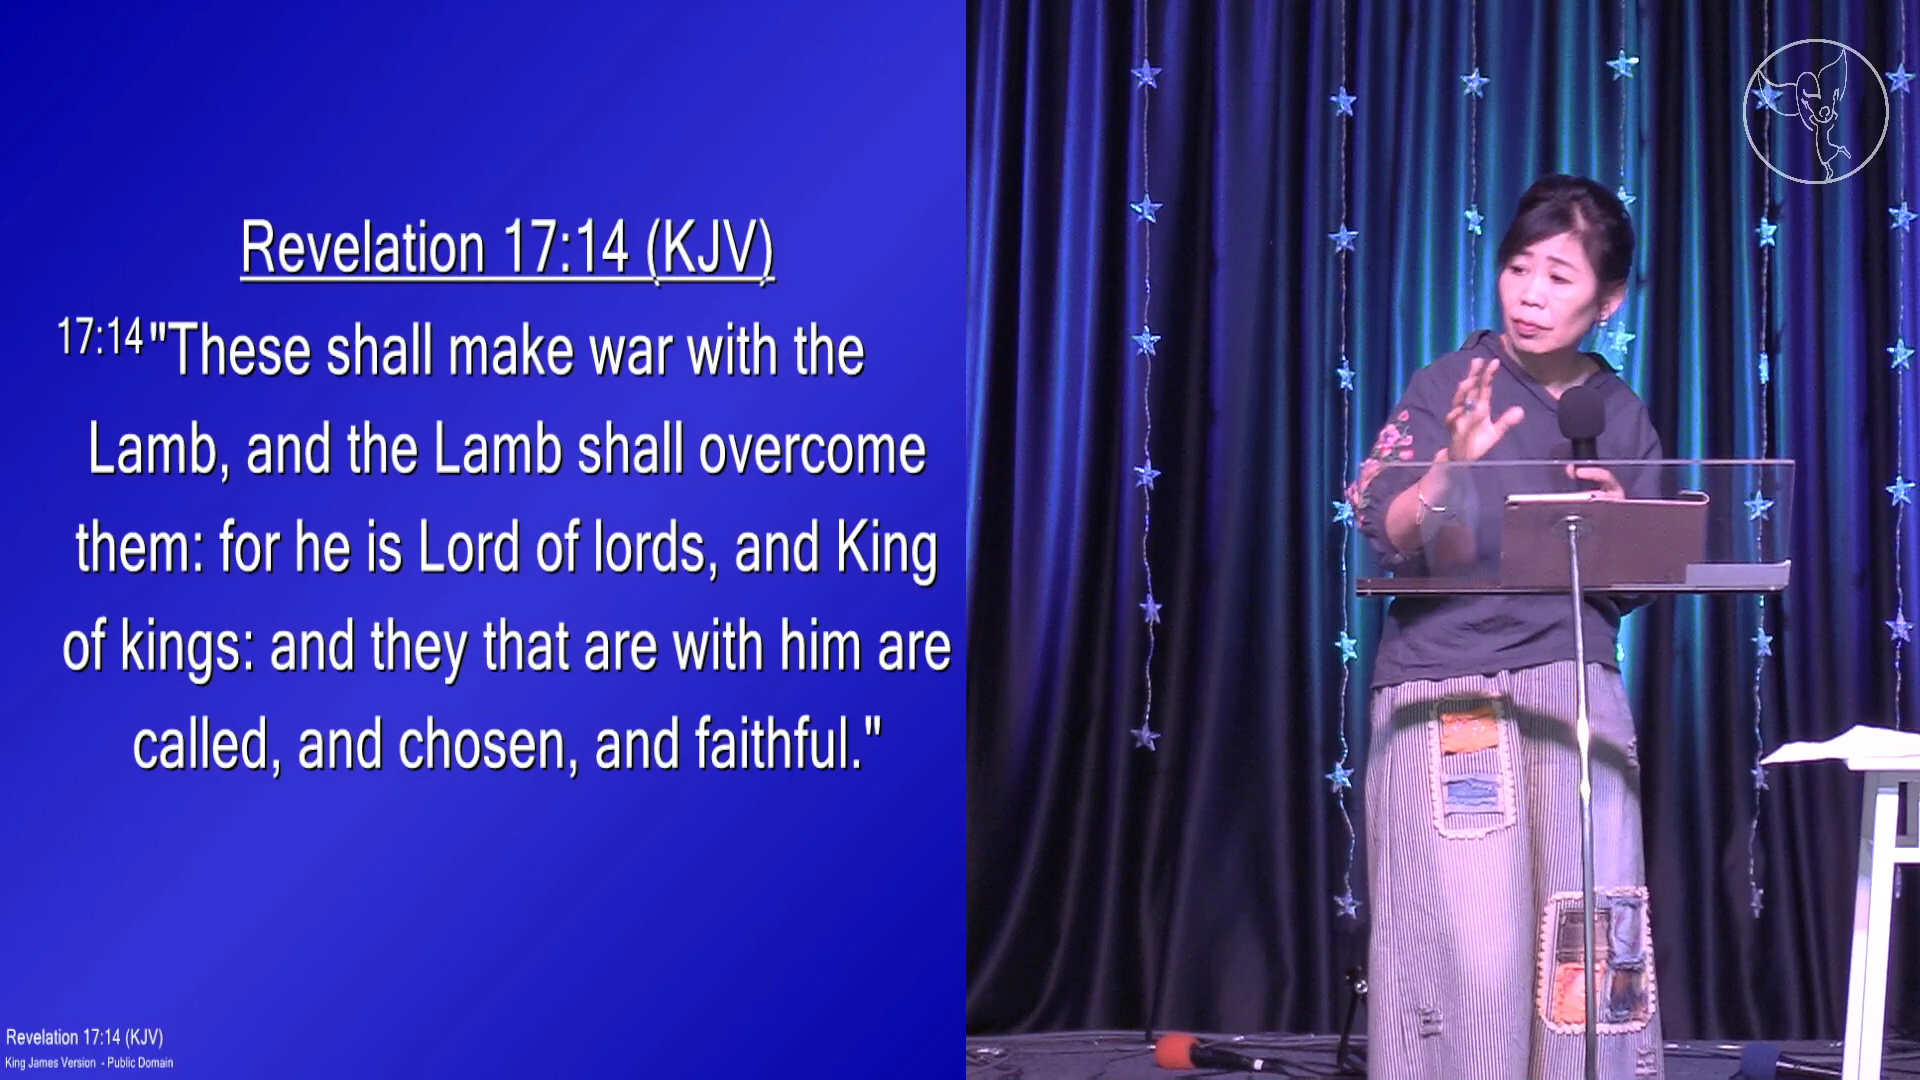 Revelation 17:14 (KJV)
17:14"These shall make war with the
Lamb, and the Lamb shall overcome
them: for he is Lord of lords, and King
of kings: and they that are with him are
called, and chosen, and faithful."
Revelation 17:14 (KJV)
King James Version - Public Domain